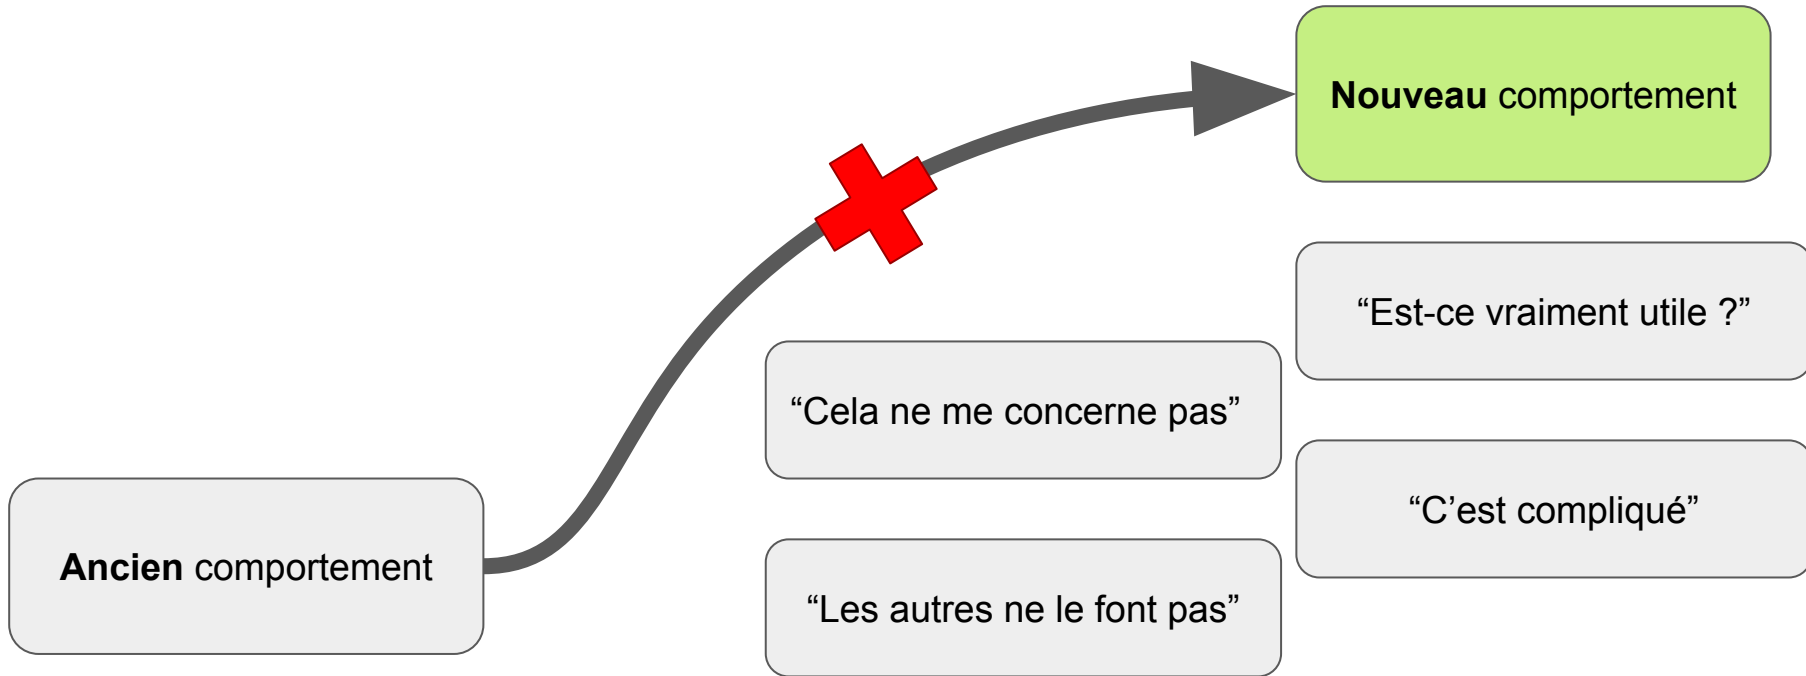 Nouveau comportement
“Est-ce vraiment utile ?”
“Cela ne me concerne pas”
“C’est compliqué”
Ancien comportement
“Les autres ne le font pas”